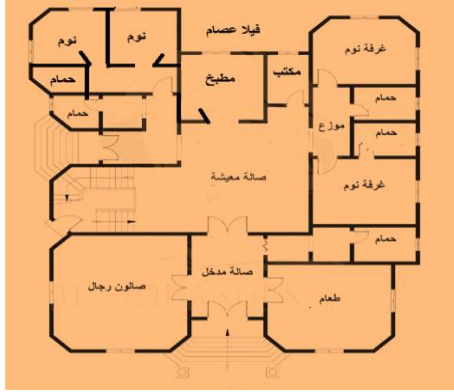 فيلا عصام
نوم
نوم
غرفة نوم
مطبخ
مكتب
حمام
حمام
حمام
حمام
موزع
صالة معيشة
غرفة نوم
حمام
صالة مدخل
صالون رجال
طعام